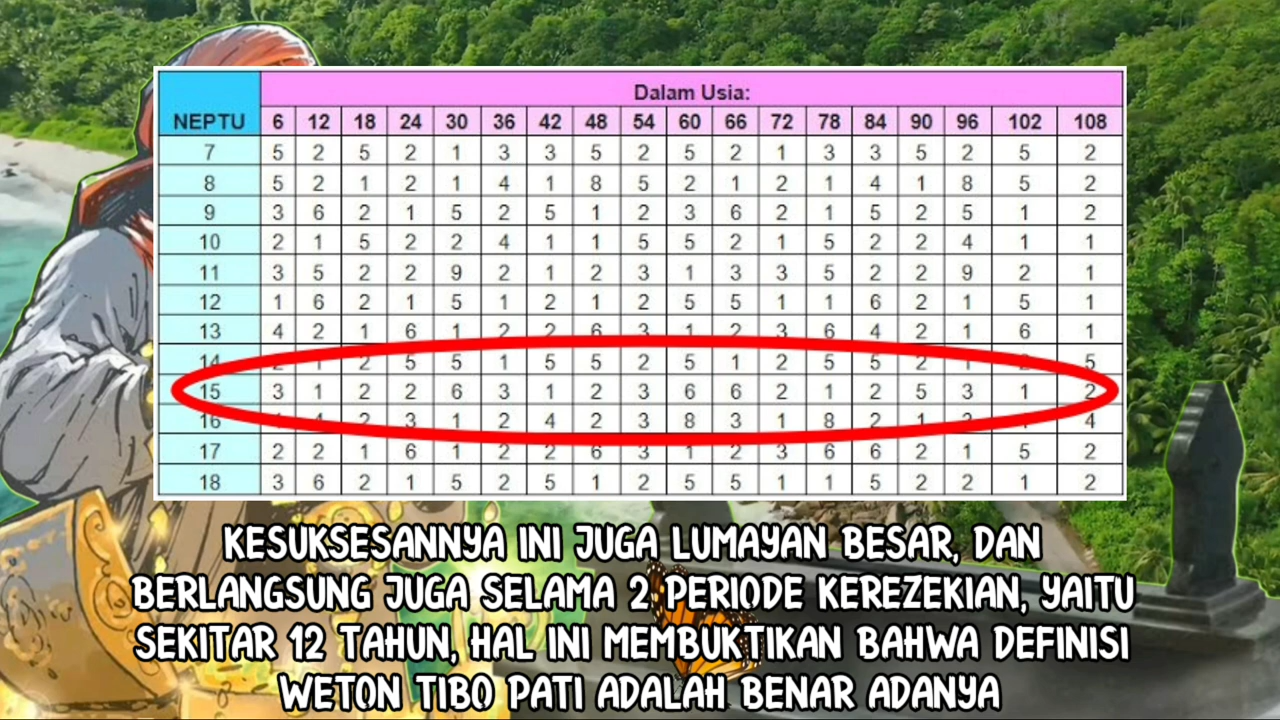 Dalam Usia:
NEPTU 6 12 18 24 30 36 42 48 54 60 66 72 78 84 90 96 102 108
7 5 2 5 2 1 3 3 5 2 5 2 1 3 3 5 2 5 2
8 5 2 1 2 1 4 1 8 5 2 1 2 1 4 1 8 5 2
9 3 6 2 1 5 2 5 1 2 3 6 2 1 5 2 5 1 2
10 2 1 5 2 2 4 1 1 5 5 2 1 5 2 2 4 1 1
11 3 5 2 2 9 2 1 2 3 1 3 3 5 2 2 9 2 1
12 1 6 2 1 5 1 2 1 2 5 5 1 1 6 2 1 5 1
13 4 2 1 6 1 2 2 6 3 1 2 3 6 4 2 1 6 1
14 2 1 2 5 5 1 5 5 2 5 1 2 5 5 2 1 5
15 3 1 2 2 6 3 1 2 3 6 6 2 1 2 5 3 1 2
16 4 2 3 1 2 4 2 3 8 3 1 8 2 1 2 4
17 2 2 1 6 1 2 2 6 3 1 2 3 6 6 2 1 5 2
18 3 6 2 1 5 2 5 1 2 5 5 1 1 5 2 2 1 2
KESUKSESANNYA INI JUGA LUMAYAN BESAR, DAN
BERLANGSUNG JUGA SELAMA 2 PERIODE KEREZEKIAN, YAITU
SEKITAR 12 TAHUN, HAL INI MEMBUKTIKAN BAHWA DEFINISI
WETON TIBO PATI ADALAH BENAR ADANYA